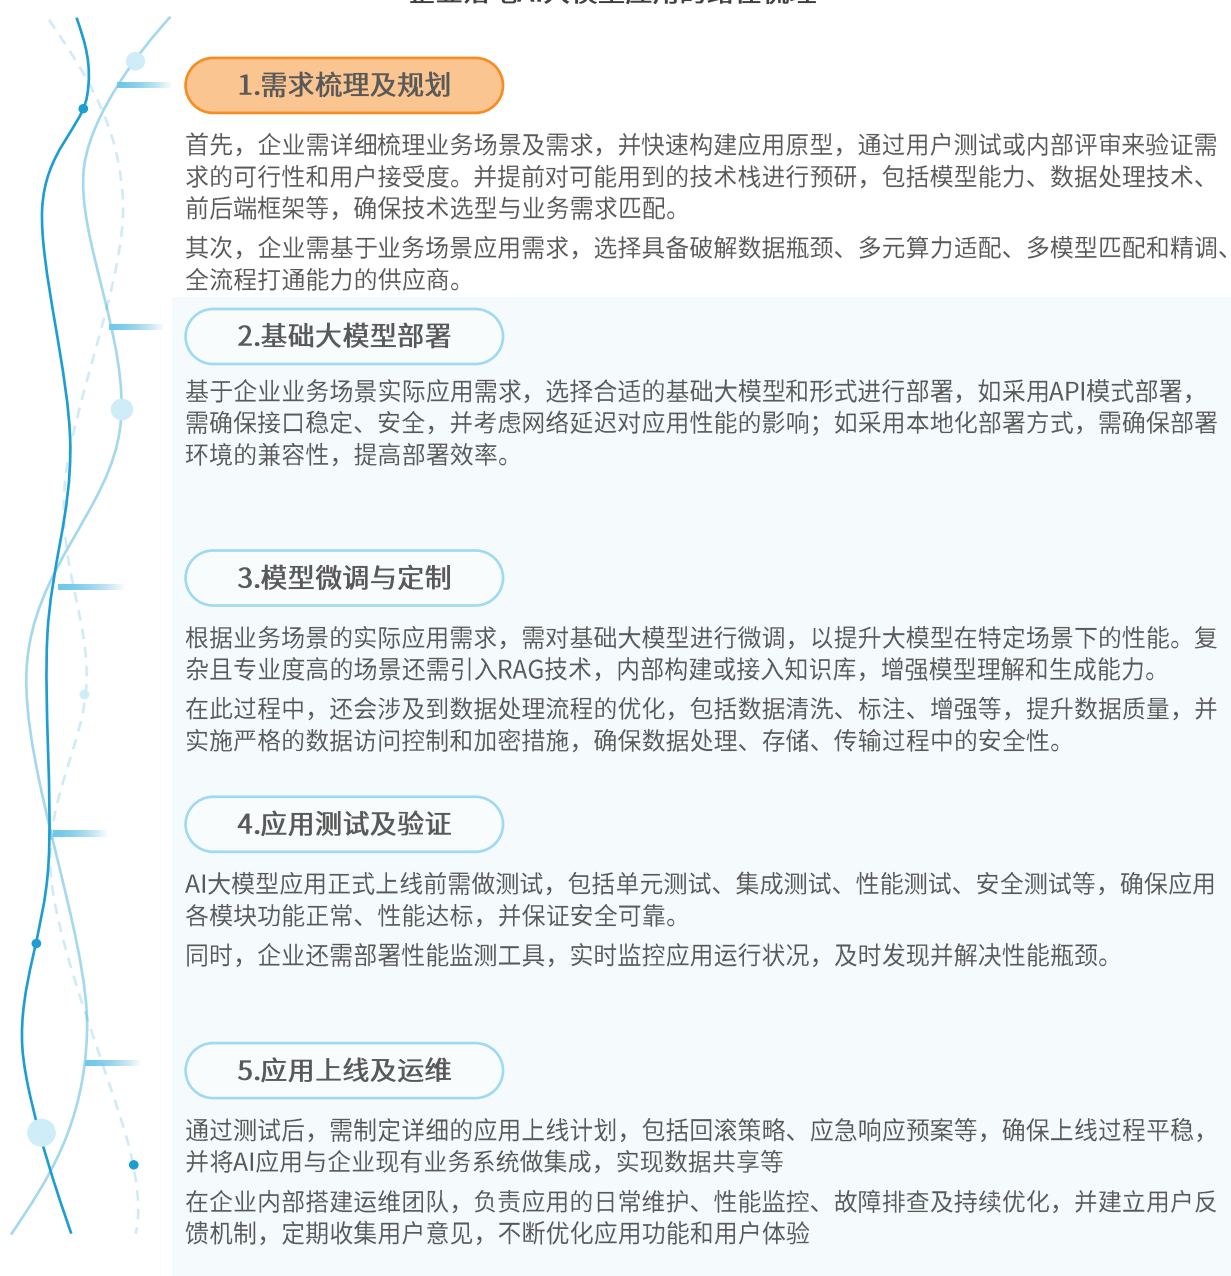 企业落地AI大模型应用的路径梳理
1.需求梳理及规划
首先，企业需详细梳理业务场景及需求，并快速构建应用原型，通过用户测试或内部评审来验证需
求的可行性和用户接受度。并提前对可能用到的技术栈进行预研，包括模型能力、数据处理技术、
前后端框架等，确保技术选型与业务需求匹配。
其次，企业需基于业务场景应用需求，选择具备破解数据瓶颈、多元算力适配、多模型匹配和精调、
全流程打通能力的供应商。
2.基础大模型部署
基于企业业务场景实际应用需求，选择合适的基础大模型和形式进行部署，如采用API模式部署，
需确保接口稳定、安全，并考虑网络延迟对应用性能的影响；如采用本地化部署方式，需确保部署
环境的兼容性，提高部署效率。
3.模型微调与定制
根据业务场景的实际应用需求，需对基础大模型进行微调，以提升大模型在特定场景下的性能。复
杂且专业度高的场景还需引入RAG技术，内部构建或接入知识库，增强模型理解和生成能力。
在此过程中，还会涉及到数据处理流程的优化，包括数据清洗、标注、增强等，提升数据质量，并
实施严格的数据访问控制和加密措施，确保数据处理、存储、传输过程中的安全性。
4.应用测试及验证
AI大模型应用正式上线前需做测试，包括单元测试、集成测试、性能测试、安全测试等，确保应用
各模块功能正常、性能达标，并保证安全可靠。
同时，企业还需部署性能监测工具，实时监控应用运行状况，及时发现并解决性能瓶颈。
5.应用上线及运维
通过测试后，需制定详细的应用上线计划，包括回滚策略、应急响应预案等，确保上线过程平稳，
并将AI应用与企业现有业务系统做集成，实现数据共享等
在企业内部搭建运维团队，负责应用的日常维护、性能监控、故障排查及持续优化，并建立用户反
馈机制，定期收集用户意见，不断优化应用功能和用户体验